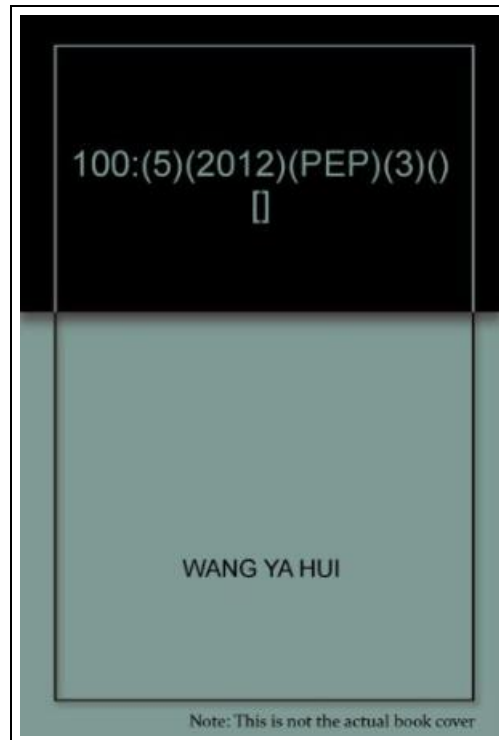 100:(5)(2012)(PEP)(3)()
[]
WANG YA HUI
Note: This is not the actual book cover